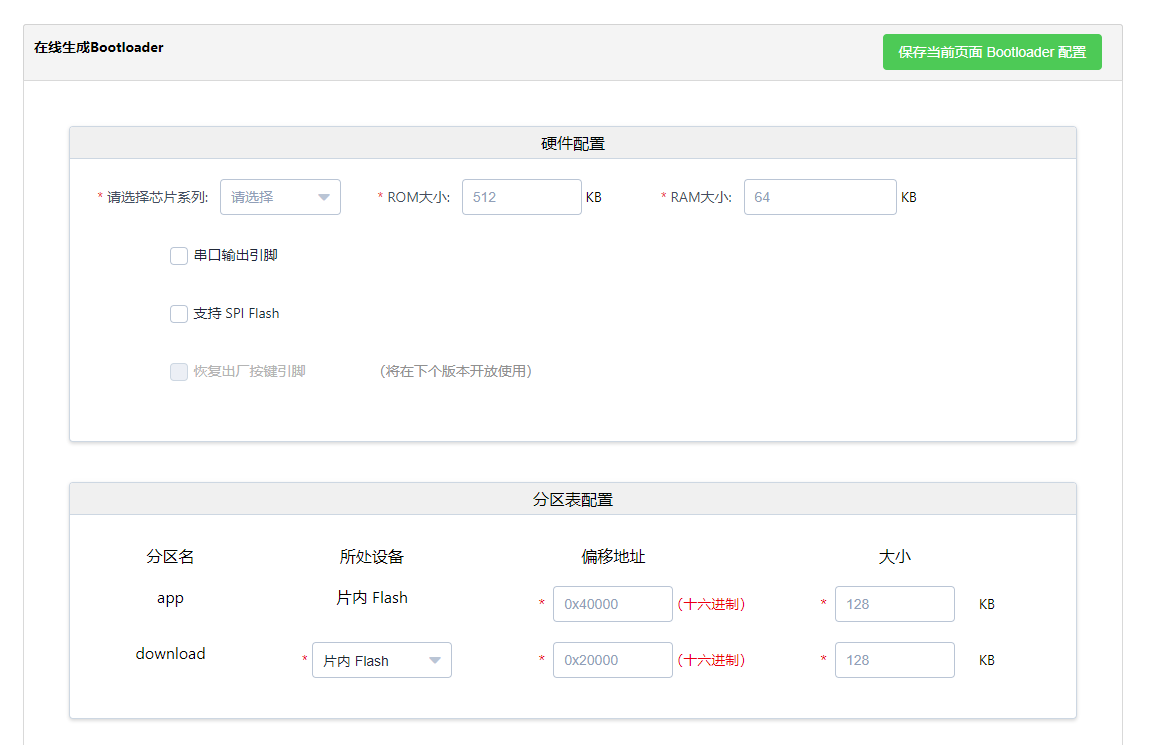 在线生成Bootloader
保存当前页面 Bootloader 配置
硬件配置
* 请选择芯片系列: 请选择 * ROM大小: 512 KB * RAM大小: 64 KB
串口输出引脚
支持 SPI Flash
恢复出厂按键引脚 (将在下个版本开放使用)
分区表配置
分区名 所处设备 偏移地址 大小
app 片内 Flash * 0x40000 (十六进制) * 128 KB
download * 片内 Flash * 0x20000 (十六进制) * 128 KB